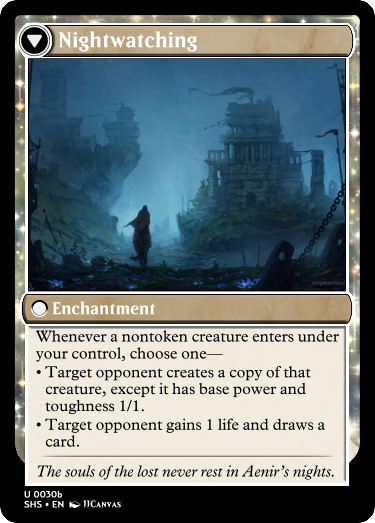 Nightwatching
Enchantment
Whenever a nontoken creature enters under
your control, choose one—
• Target opponent creates a copy of that
creature, except it has base power and
toughness 1/1.
• Target opponent gains 1 life and draws a
card.
The souls of the lost never rest in Aenir's nights.
U 0030b
SHS • EN JJCanvas